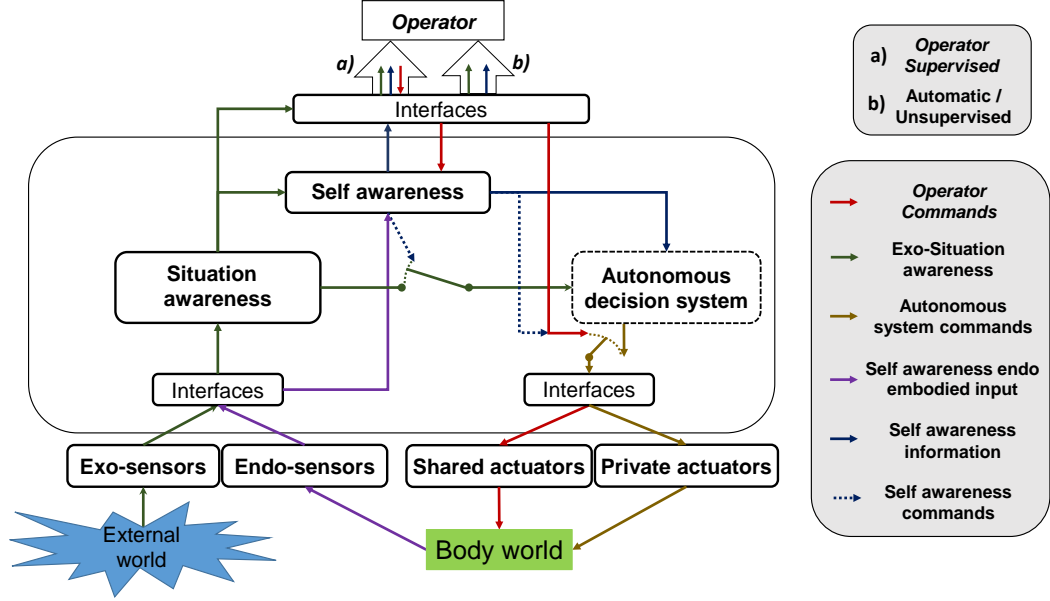 Operator
a)
b)
Interfaces
Self awareness
Situation
awareness
Autonomous
decision system
Interfaces
Interfaces
Exo-sensors
Endo-sensors
Shared actuators
Private actuators
External
world
Body world
a)
Operator
Supervised
b)
Automatic /
Unsupervised
Operator
Commands
Exo-Situation
awareness
Autonomous
system commands
Self awareness endo
embodied input
Self awareness
information
Self awareness
commands